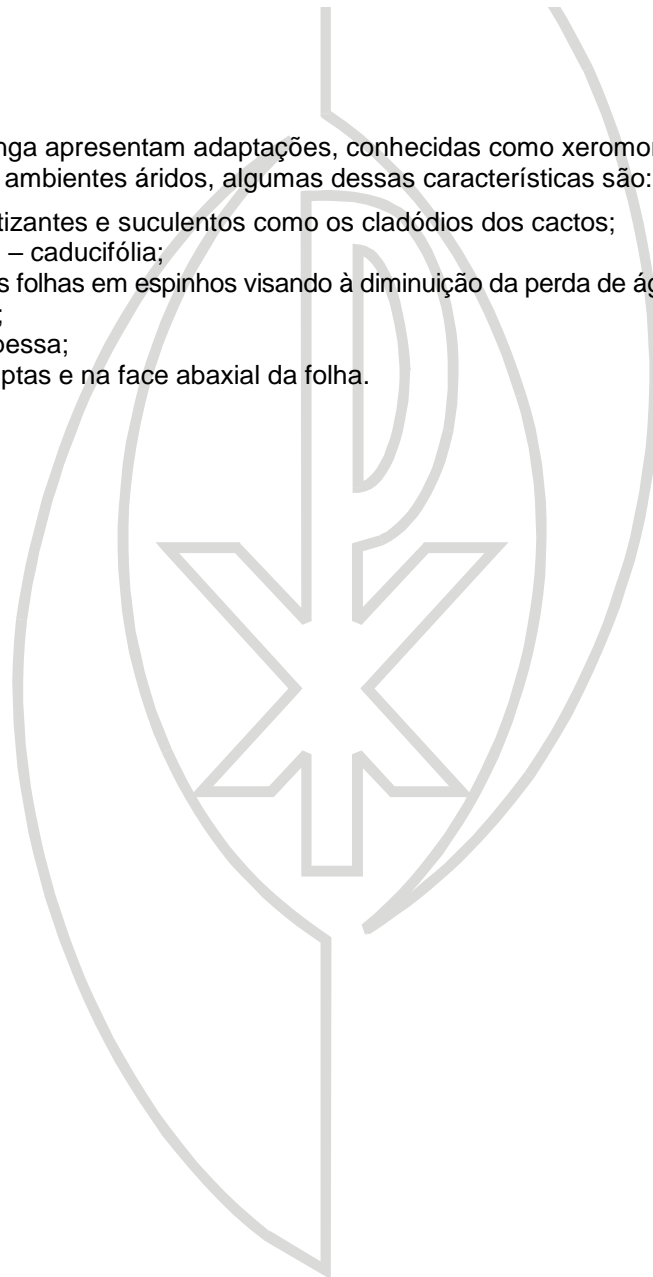 nga apresentam adaptações, conhecidas como xeromor
ambientes áridos, algumas dessas características são:
tizantes e suculentos como os cladódios dos cactos;
– caducifólia;
s folhas em espinhos visando à diminuição da perda de ág
;
pessa;
ptas e na face abaxial da folha.